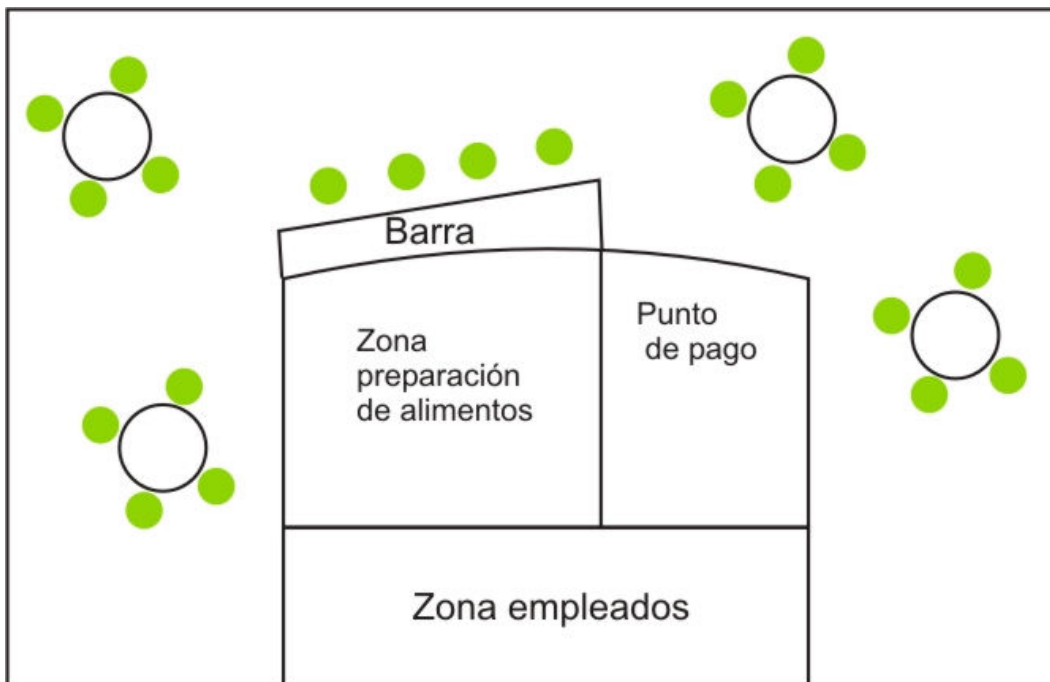 Barra
Zona
preparación
de alimentos
Punto
de pago
Zona empleados